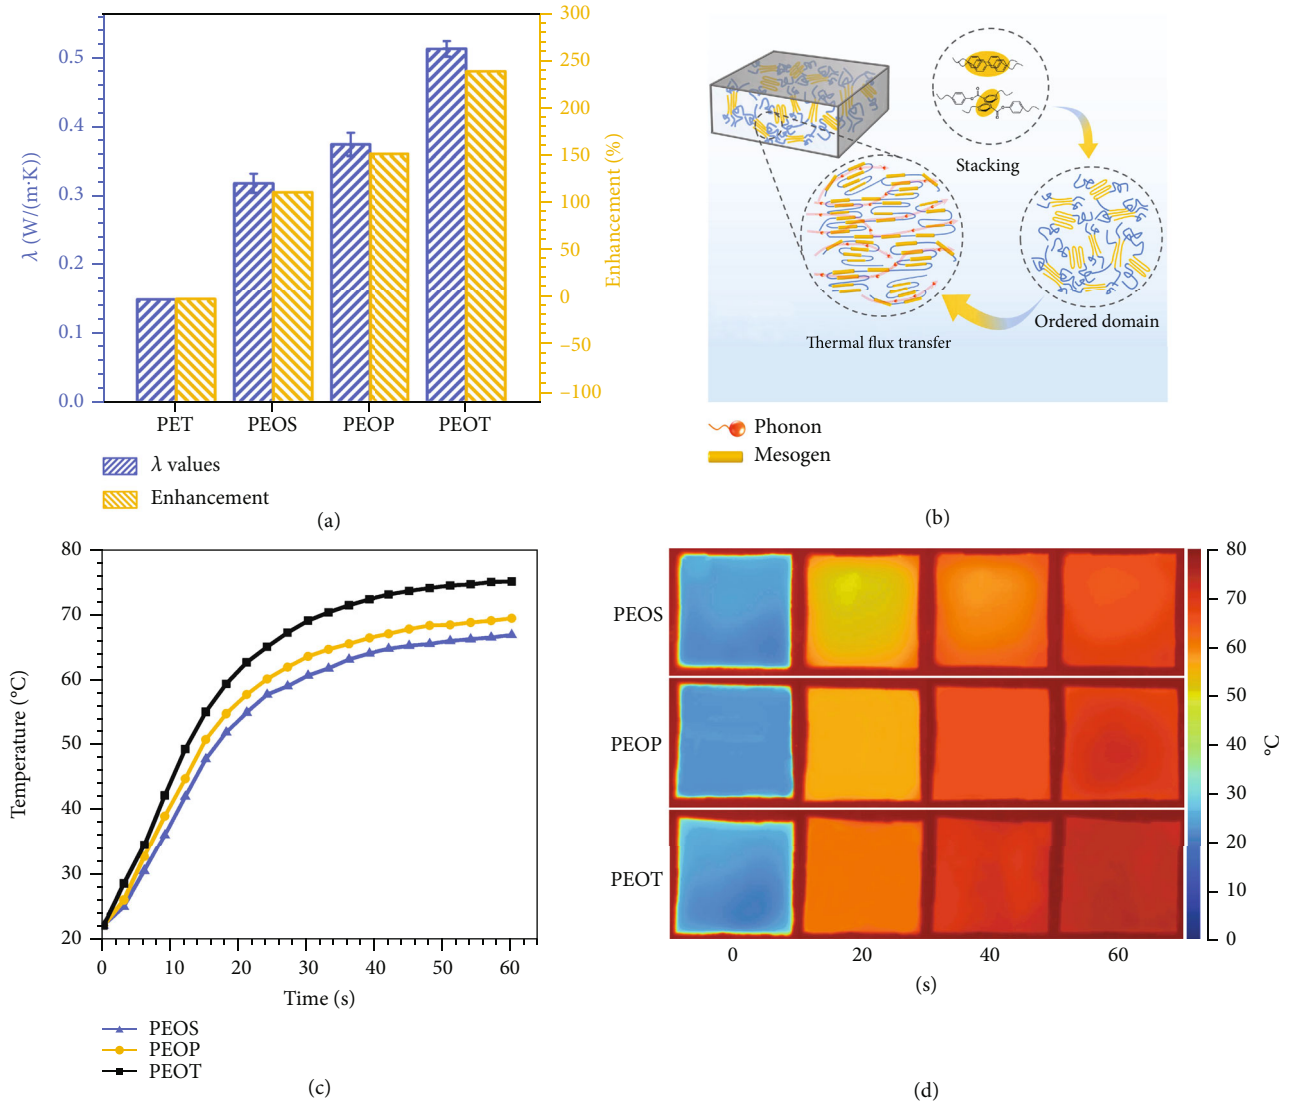 0.5
0.4
0.3
0.2
0.1
0.0
λ (W/(m·K))
300
250
200
150
100
50
0
−50
−100
Enhancement (%)
PET PEOS PEOP PEOT
λ values
Enhancement
(a)
Stacking
Ordered domain
Thermal flux transfer
Phonon
Mesogen
(b)
80
70
60
50
40
30
20
Temperature (°C)
0 10 20 30 40 50 60
Time (s)
PEOS
PEOP
PEOT
(c)
PEOS
PEOP
PEOT
0 20 40 60
(s)
80
70
60
50
40
30
20
10
0
°C
(d)